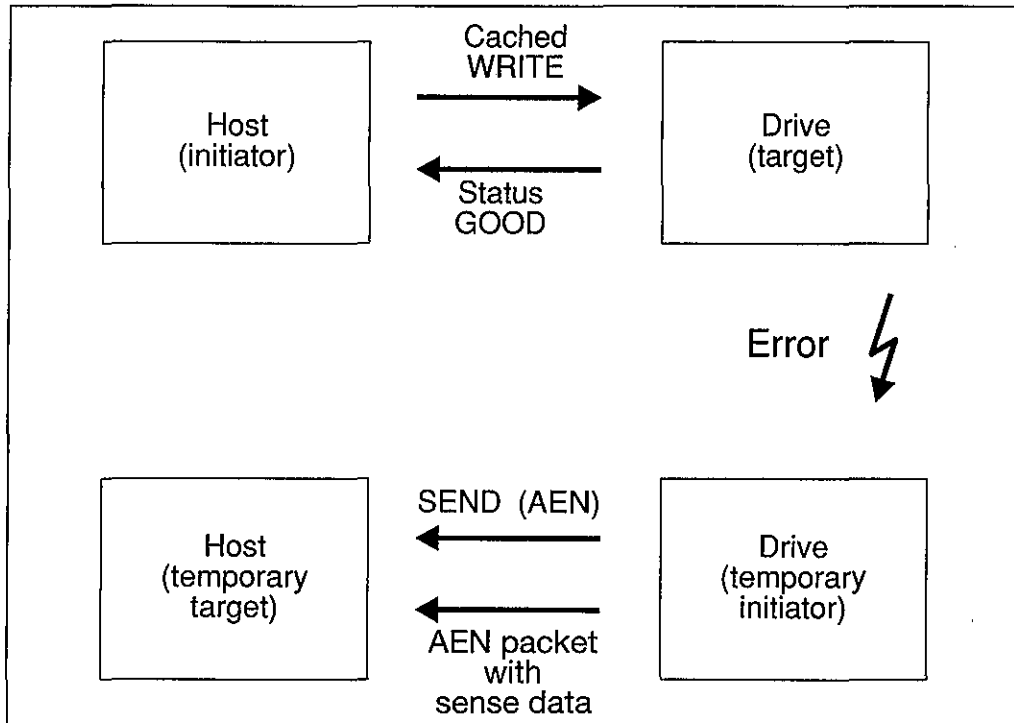 Cached
WRITE
Host
(initiator)
Drive
(target)
Status
GOOD
Error
SEND (AEN)
Host
(temporary
target)
Drive
(temporary
initiator)
AEN packet
with
sense data